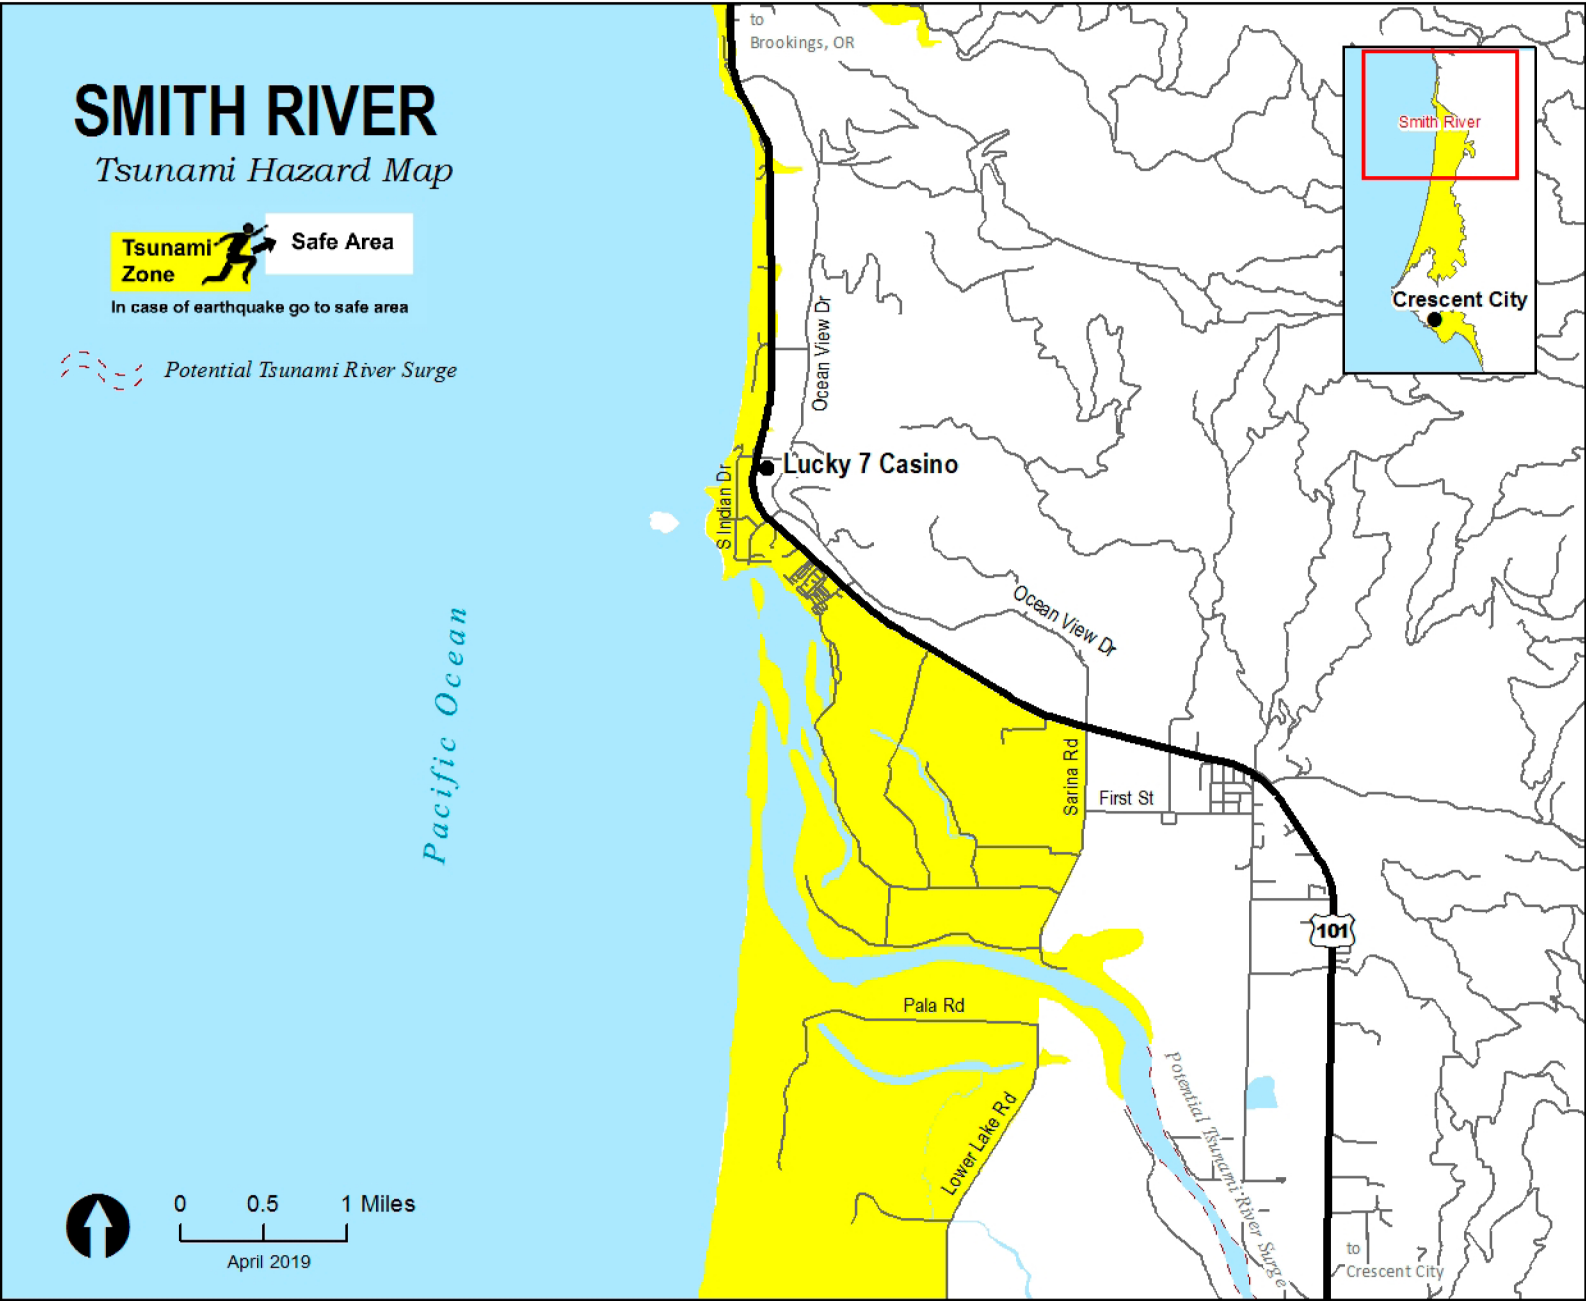 to
Brookings, OR
SMITH RIVER
Tsunami Hazard Map
Tsunami
Zone
Safe Area
In case of earthquake go to safe area
Potential Tsunami River Surge
Smith River
Crescent City
Ocean View Dr
Lucky 7 Casino
S Indian Dr
Ocean View Dr
Pacific Ocean
Sarina Rd
First St
101
Pala Rd
Potential Tsunami River Surge
Lower Lake Rd
0 0.5 1 Miles
April 2019
to
Crescent City